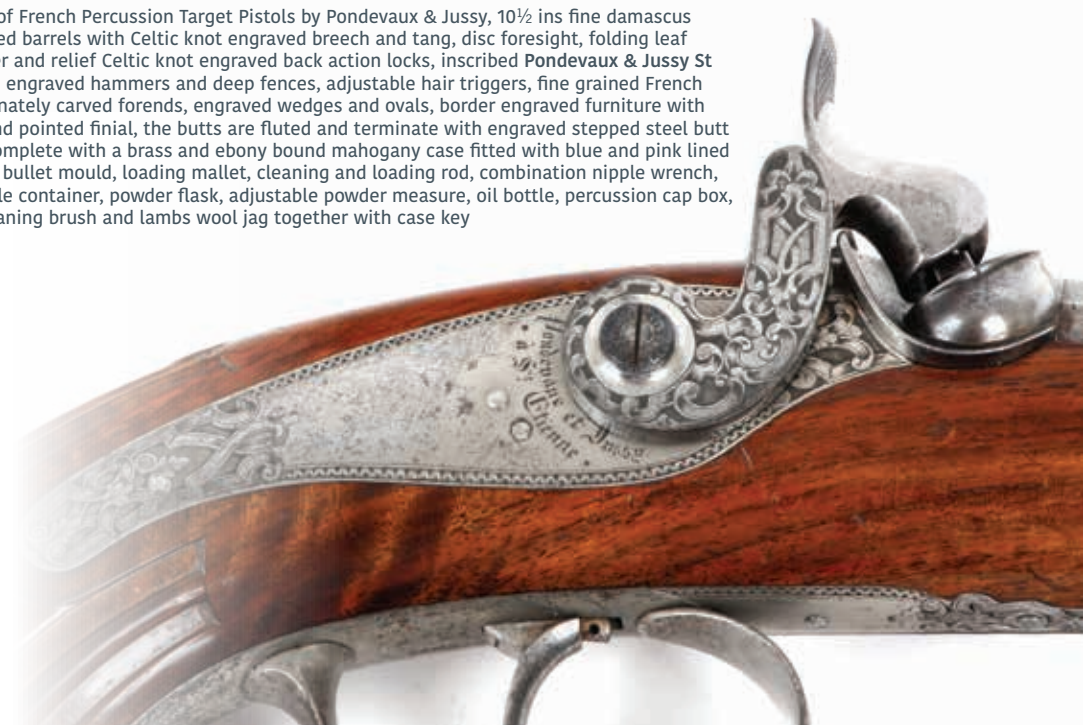 of French Percussion Target Pistols by Pondevaux & Jussy, 10½ ins fine damascus
ed barrels with Celtic knot engraved breech and tang, disc foresight, folding leaf
r and relief Celtic knot engraved back action locks, inscribed Pondevaux & Jussy St
engraved hammers and deep fences, adjustable hair triggers, fine grained French
nately carved forends, engraved wedges and ovals, border engraved furniture with
nd pointed finial, the butts are fluted and terminate with engraved stepped steel butt
omplete with a brass and ebony bound mahogany case fitted with blue and pink lined
bullet mould, loading mallet, cleaning and loading rod, combination nipple wrench,
le container, powder flask, adjustable powder measure, oil bottle, percussion cap box,
aning brush and lambs wool jag together with case key
Pondevaux et Jussy
à St. Etienne